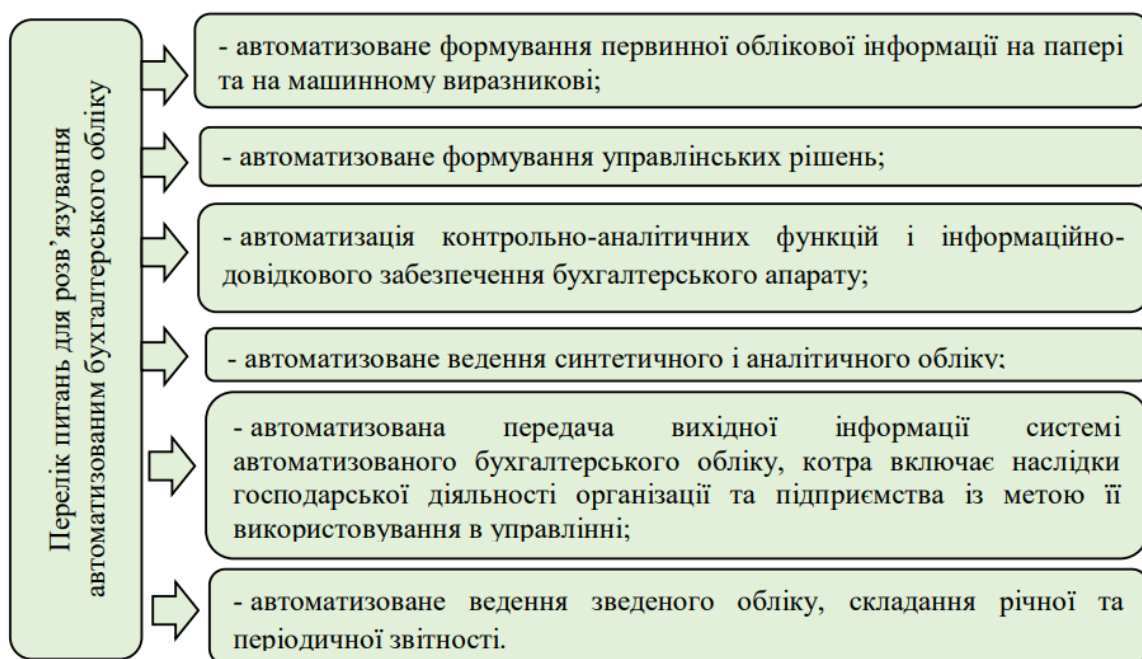 Перелік питань для розв’язування
автоматизованим бухгалтерського обліку
- автоматизоване формування первинної облікової інформації на папері
та на машинному виразникові;
- автоматизоване формування управлінських рішень;
- автоматизація контрольно-аналітичних функцій і інформаційно-
довідкового забезпечення бухгалтерського апарату;
- автоматизоване ведення синтетичного і аналітичного обліку;
- автоматизована передача вихідної інформації системі
автоматизованого бухгалтерського обліку, котра включає наслідки
господарської діяльності організації та підприємства із метою її
використовування в управлінні;
- автоматизоване ведення зведеного обліку, складання річної та
періодичної звітності.